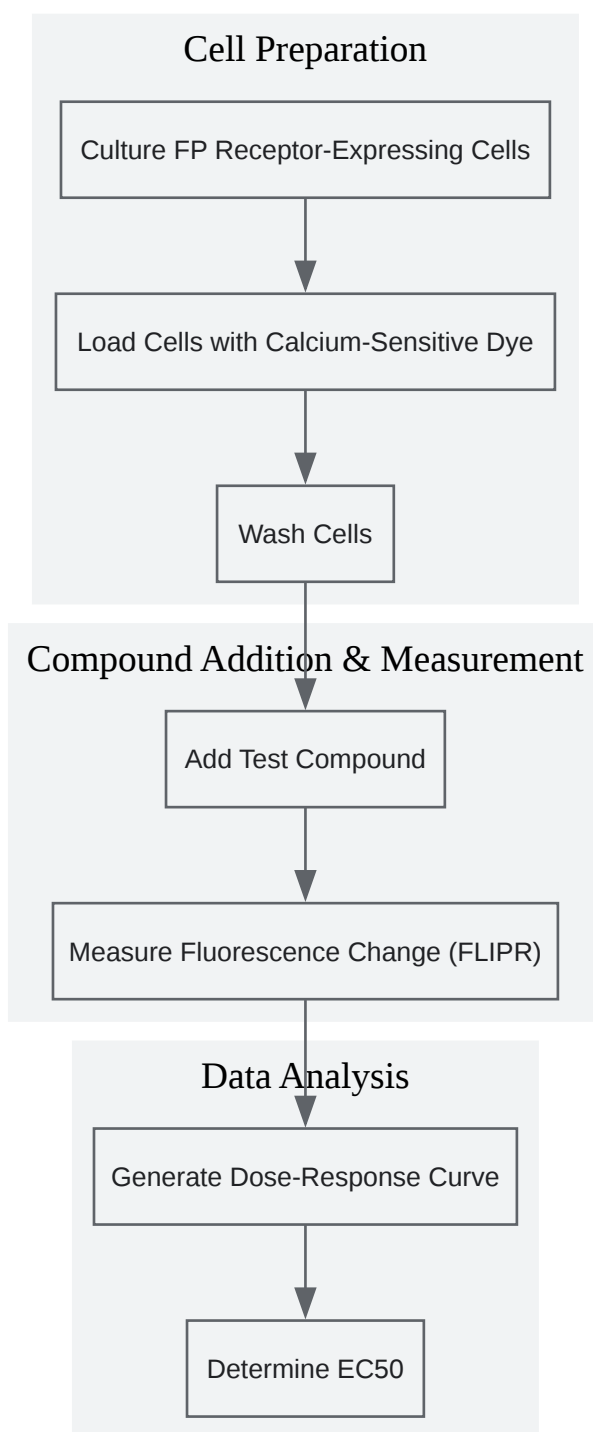 Cell Preparation
Culture FP Receptor-Expressing Cells
Load Cells with Calcium-Sensitive Dye
Wash Cells
Compound Addition & Measurement
Add Test Compound
Measure Fluorescence Change (FLIPR)
Data Analysis
Generate Dose-Response Curve
Determine EC50